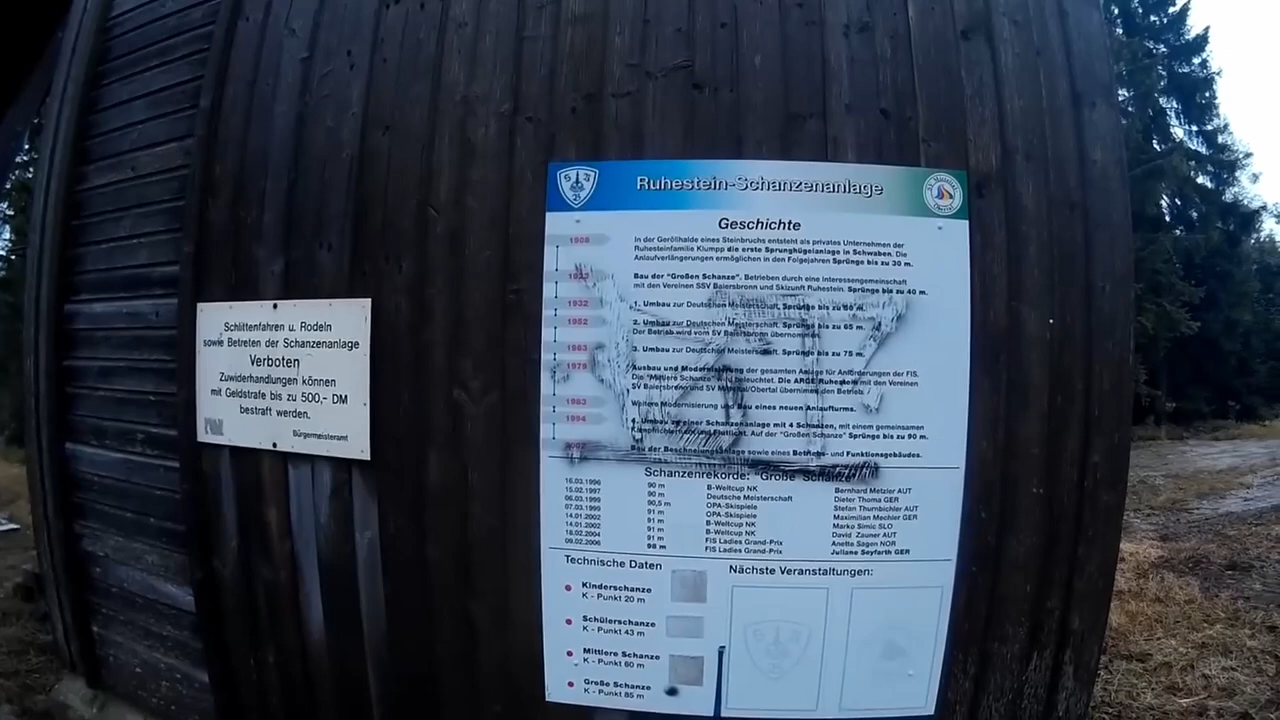 Schlittenfahren u. Rodeln
sowie Betreten der Schanzenanlage
Verboten
Zuwiderhandlungen können
mit Geldstrafe bis zu 500,- DM
bestraft werden.
Bürgermeisteramt
Ruhestein-Schanzenanlage
Geschichte
1908 In der Geröllhalde eines Steinbruchs entsteht als privates Unternehmen der
Ruhesteinfamilie Klumpp die erste Sprunghügelanlage in Schwaben. Die
Anlaufverlängerungen ermöglichen in den Folgejahren Sprünge bis zu 30 m.
Bau der "Großen Schanze". Betrieben durch eine Interessengemeinschaft
mit den Vereinen SSV Baiersbronn und Skizunft Ruhestein. Sprünge bis zu 40 m.
1932 1. Umbau zur Deutschen Meisterschaft. Sprünge bis zu m.
1952 2. Umbau zur Deutschen Meisterschaft. Sprünge bis zu 65 m.
Der Betrieb wird vom SV Baiersbronn übernommen.
1963 3. Umbau zur Deutschen Meisterschaft. Sprünge bis zu 75 m.
Ausbau und Modernisierung der gesamten Anlage für Anforderungen der FIS.
Die "Mittlere Schanze" wird beleuchtet. Die ARGE Ruhestein mit den Vereinen
SV Baiersbronn und SV Mitteltal/Obertal übernimmt den Betrieb.
1983 Weitere Modernisierung und Bau eines neuen Anlaufturms.
1994 4. Umbau zu einer Schanzenanlage mit 4 Schanzen, mit einem gemeinsamen
Kampfrichterturm und Flutlicht. Auf der "Großen Schanze" Sprünge bis zu 90 m.
Bau der Beschneiungsanlage sowie eines Betriebs- und Funktionsgebäudes.
Schanzenrekorde: "Große Schanze"
16.03.1996 90 m B-Weltcup NK Bernhard Metzler AUT
15.02.1997 90 m Deutsche Meisterschaft Dieter Thoma GER
06.03.1999 90,5 m OPA-Skispiele Stefan Thurnbichler AUT
07.03.1999 91 m OPA-Skispiele Maximilian Mechler GER
14.01.2002 91 m B-Weltcup NK Marko Simic SLO
14.01.2002 91 m B-Weltcup NK David Zauner AUT
18.02.2004 91 m FIS Ladies Grand-Prix Anette Sagen NOR
09.02.2006 98 m FIS Ladies Grand-Prix Juliane Seyfarth GER
Technische Daten
Kinderschanze
K - Punkt 20 m
Schülerschanze
K - Punkt 43 m
Mittlere Schanze
K - Punkt 60 m
Große Schanze
K - Punkt 85 m
Nächste Veranstaltungen: